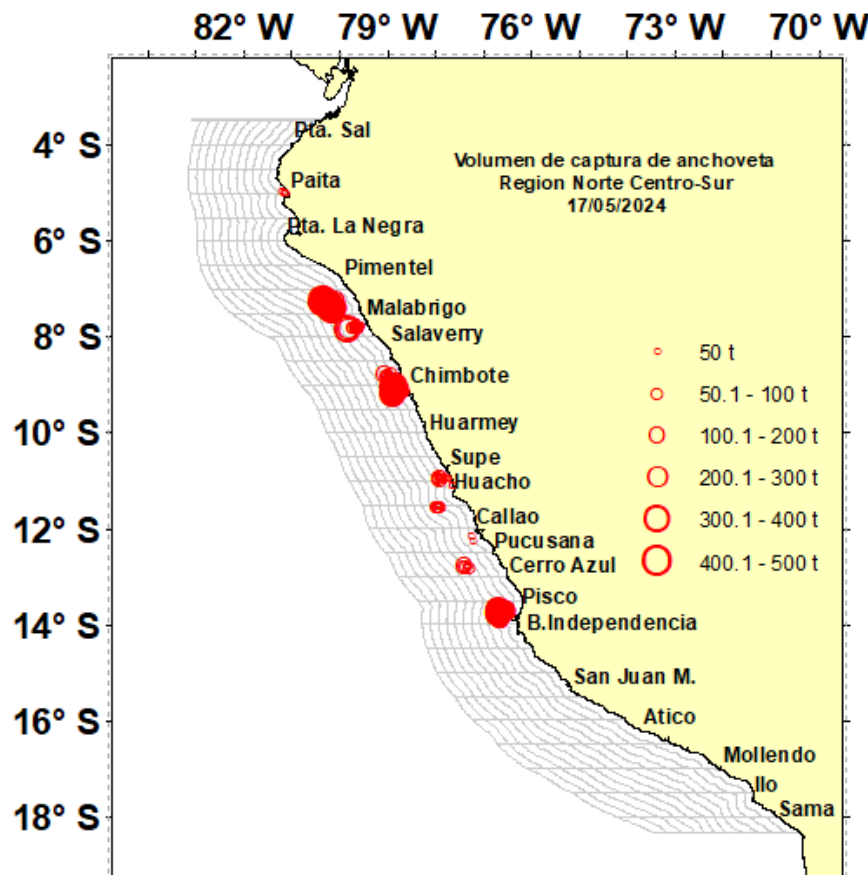 82° W 79° W 76° W 73° W 70° W
4° S
6° S
8° S
10° S
12° S
14° S
16° S
18° S
Pta. Sal
Paita
Pta. La Negra
Pimentel
Malabrigo
Salaverry
Chimbote
Huarmey
Supe
Huacho
Callao
Pucusana
Cerro Azul
Pisco
B.Independencia
San Juan M.
Atico
Mollendo
Ilo
Sama
Volumen de captura de anchoveta
Region Norte Centro-Sur
17/05/2024
50 t
50.1 - 100 t
100.1 - 200 t
200.1 - 300 t
300.1 - 400 t
400.1 - 500 t